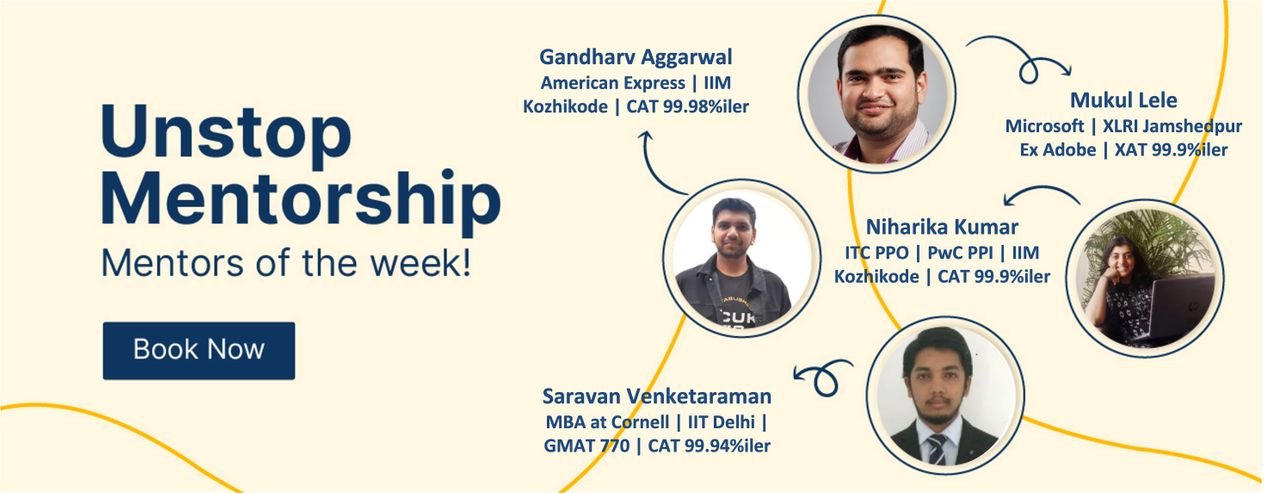 Unstop
Mentorship
Mentors of the week!
Book Now
Gandharv Aggarwal
American Express | IIM
Kozhikode | CAT 99.98%iler
Mukul Lele
Microsoft | XLRI Jamshedpur
Ex Adobe | XAT 99.9%iler
Niharika Kumar
ITC PPO | PwC PPI | IIM
Kozhikode | CAT 99.9%iler
Saravan Venketaraman
MBA at Cornell | IIT Delhi |
GMAT 770 | CAT 99.94%iler